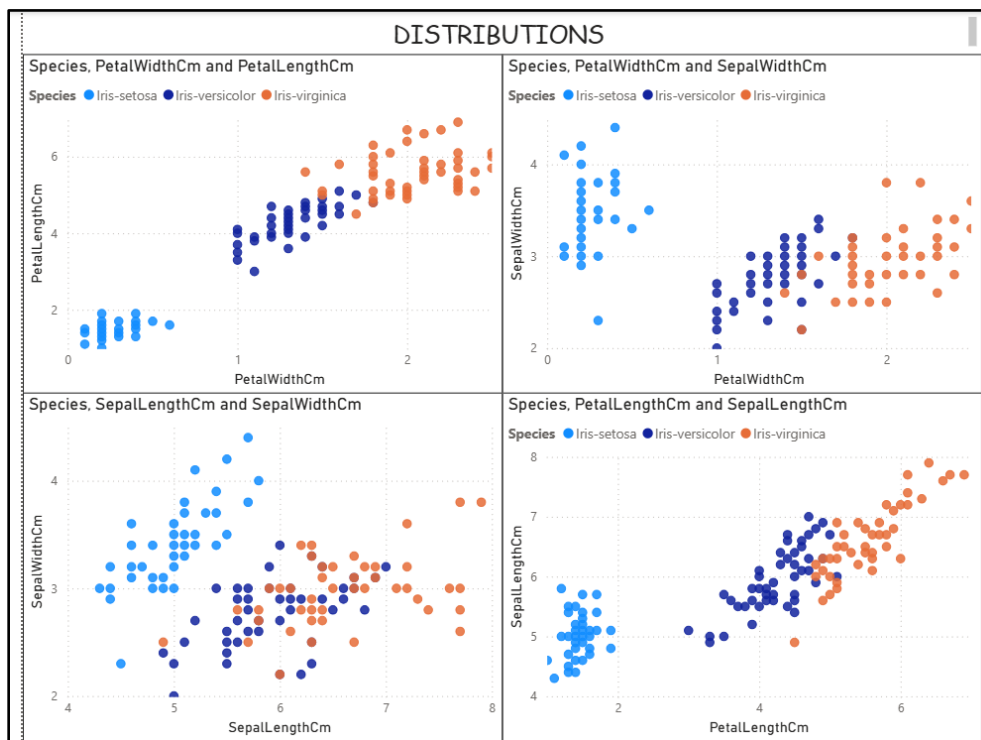 DISTRIBUTIONS
Species, PetalWidthCm and PetalLengthCm
Species Iris-setosa Iris-versicolor Iris-virginica
PetalLengthCm
6
4
2
0 1 2
PetalWidthCm
Species, PetalWidthCm and SepalWidthCm
Species Iris-setosa Iris-versicolor Iris-virginica
SepalWidthCm
4
3
2
0 1 2
PetalWidthCm
Species, SepalLengthCm and SepalWidthCm
SepalWidthCm
4
3
2
4 5 6 7 8
SepalLengthCm
Species, PetalLengthCm and SepalLengthCm
Species Iris-setosa Iris-versicolor Iris-virginica
SepalLengthCm
8
7
6
5
4
2 4 6
PetalLengthCm